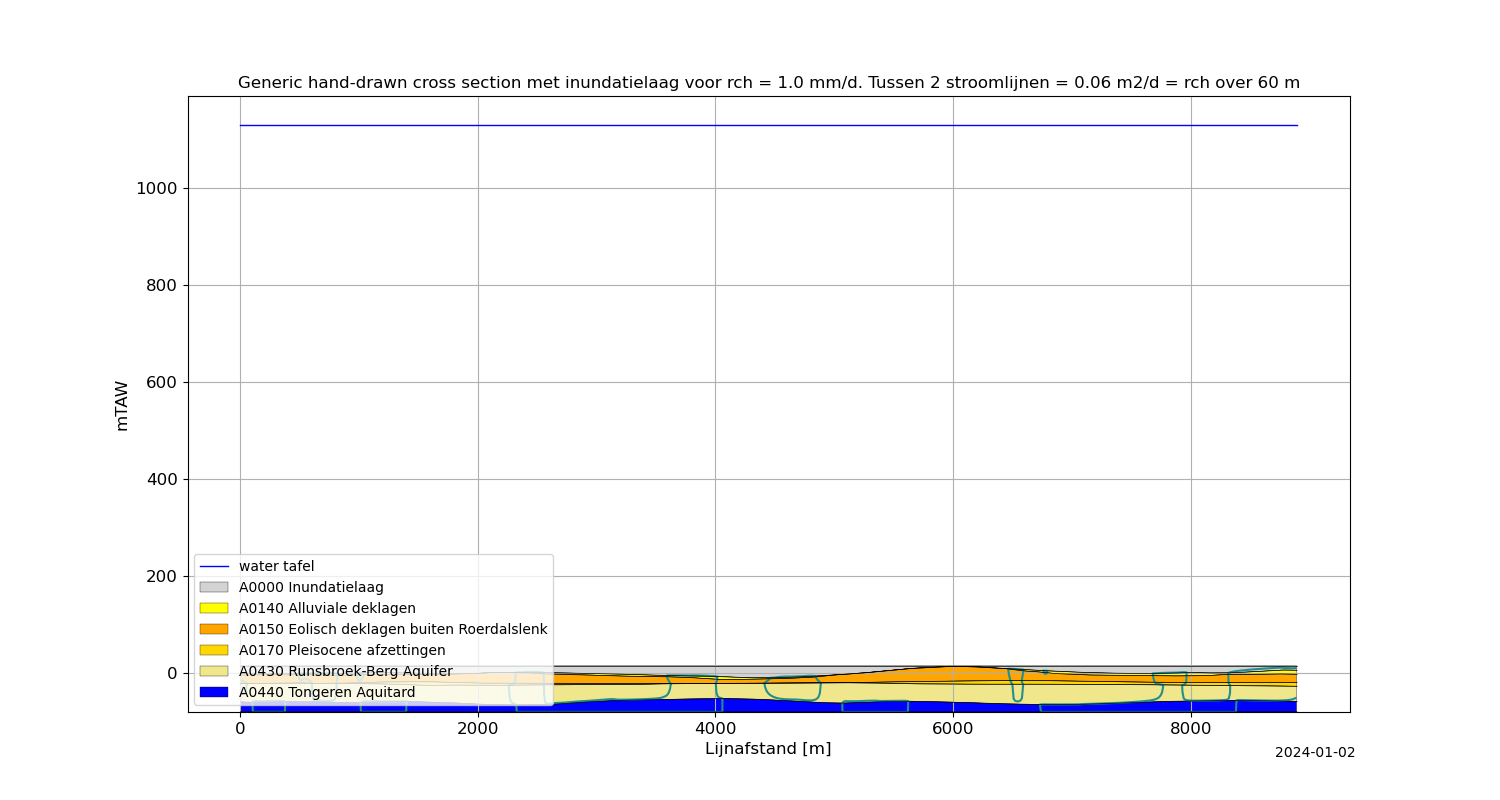 Generic hand-drawn cross section met inundatielaag voor rch = 1.0 mm/d. Tussen 2 stroomlijnen = 0.06 m2/d = rch over 60 m
1000
800
600
mTAW
400
200
0
water tafel
A0000 Inundatielaag
A0140 Alluviale deklagen
A0150 Eolisch deklagen buiten Roerdalslenk
A0170 Pleisocene afzettingen
A0430 Runsbroek-Berg Aquifer
A0440 Tongeren Aquitard
0 2000 4000 6000 8000
Lijnafstand [m]
2024-01-02